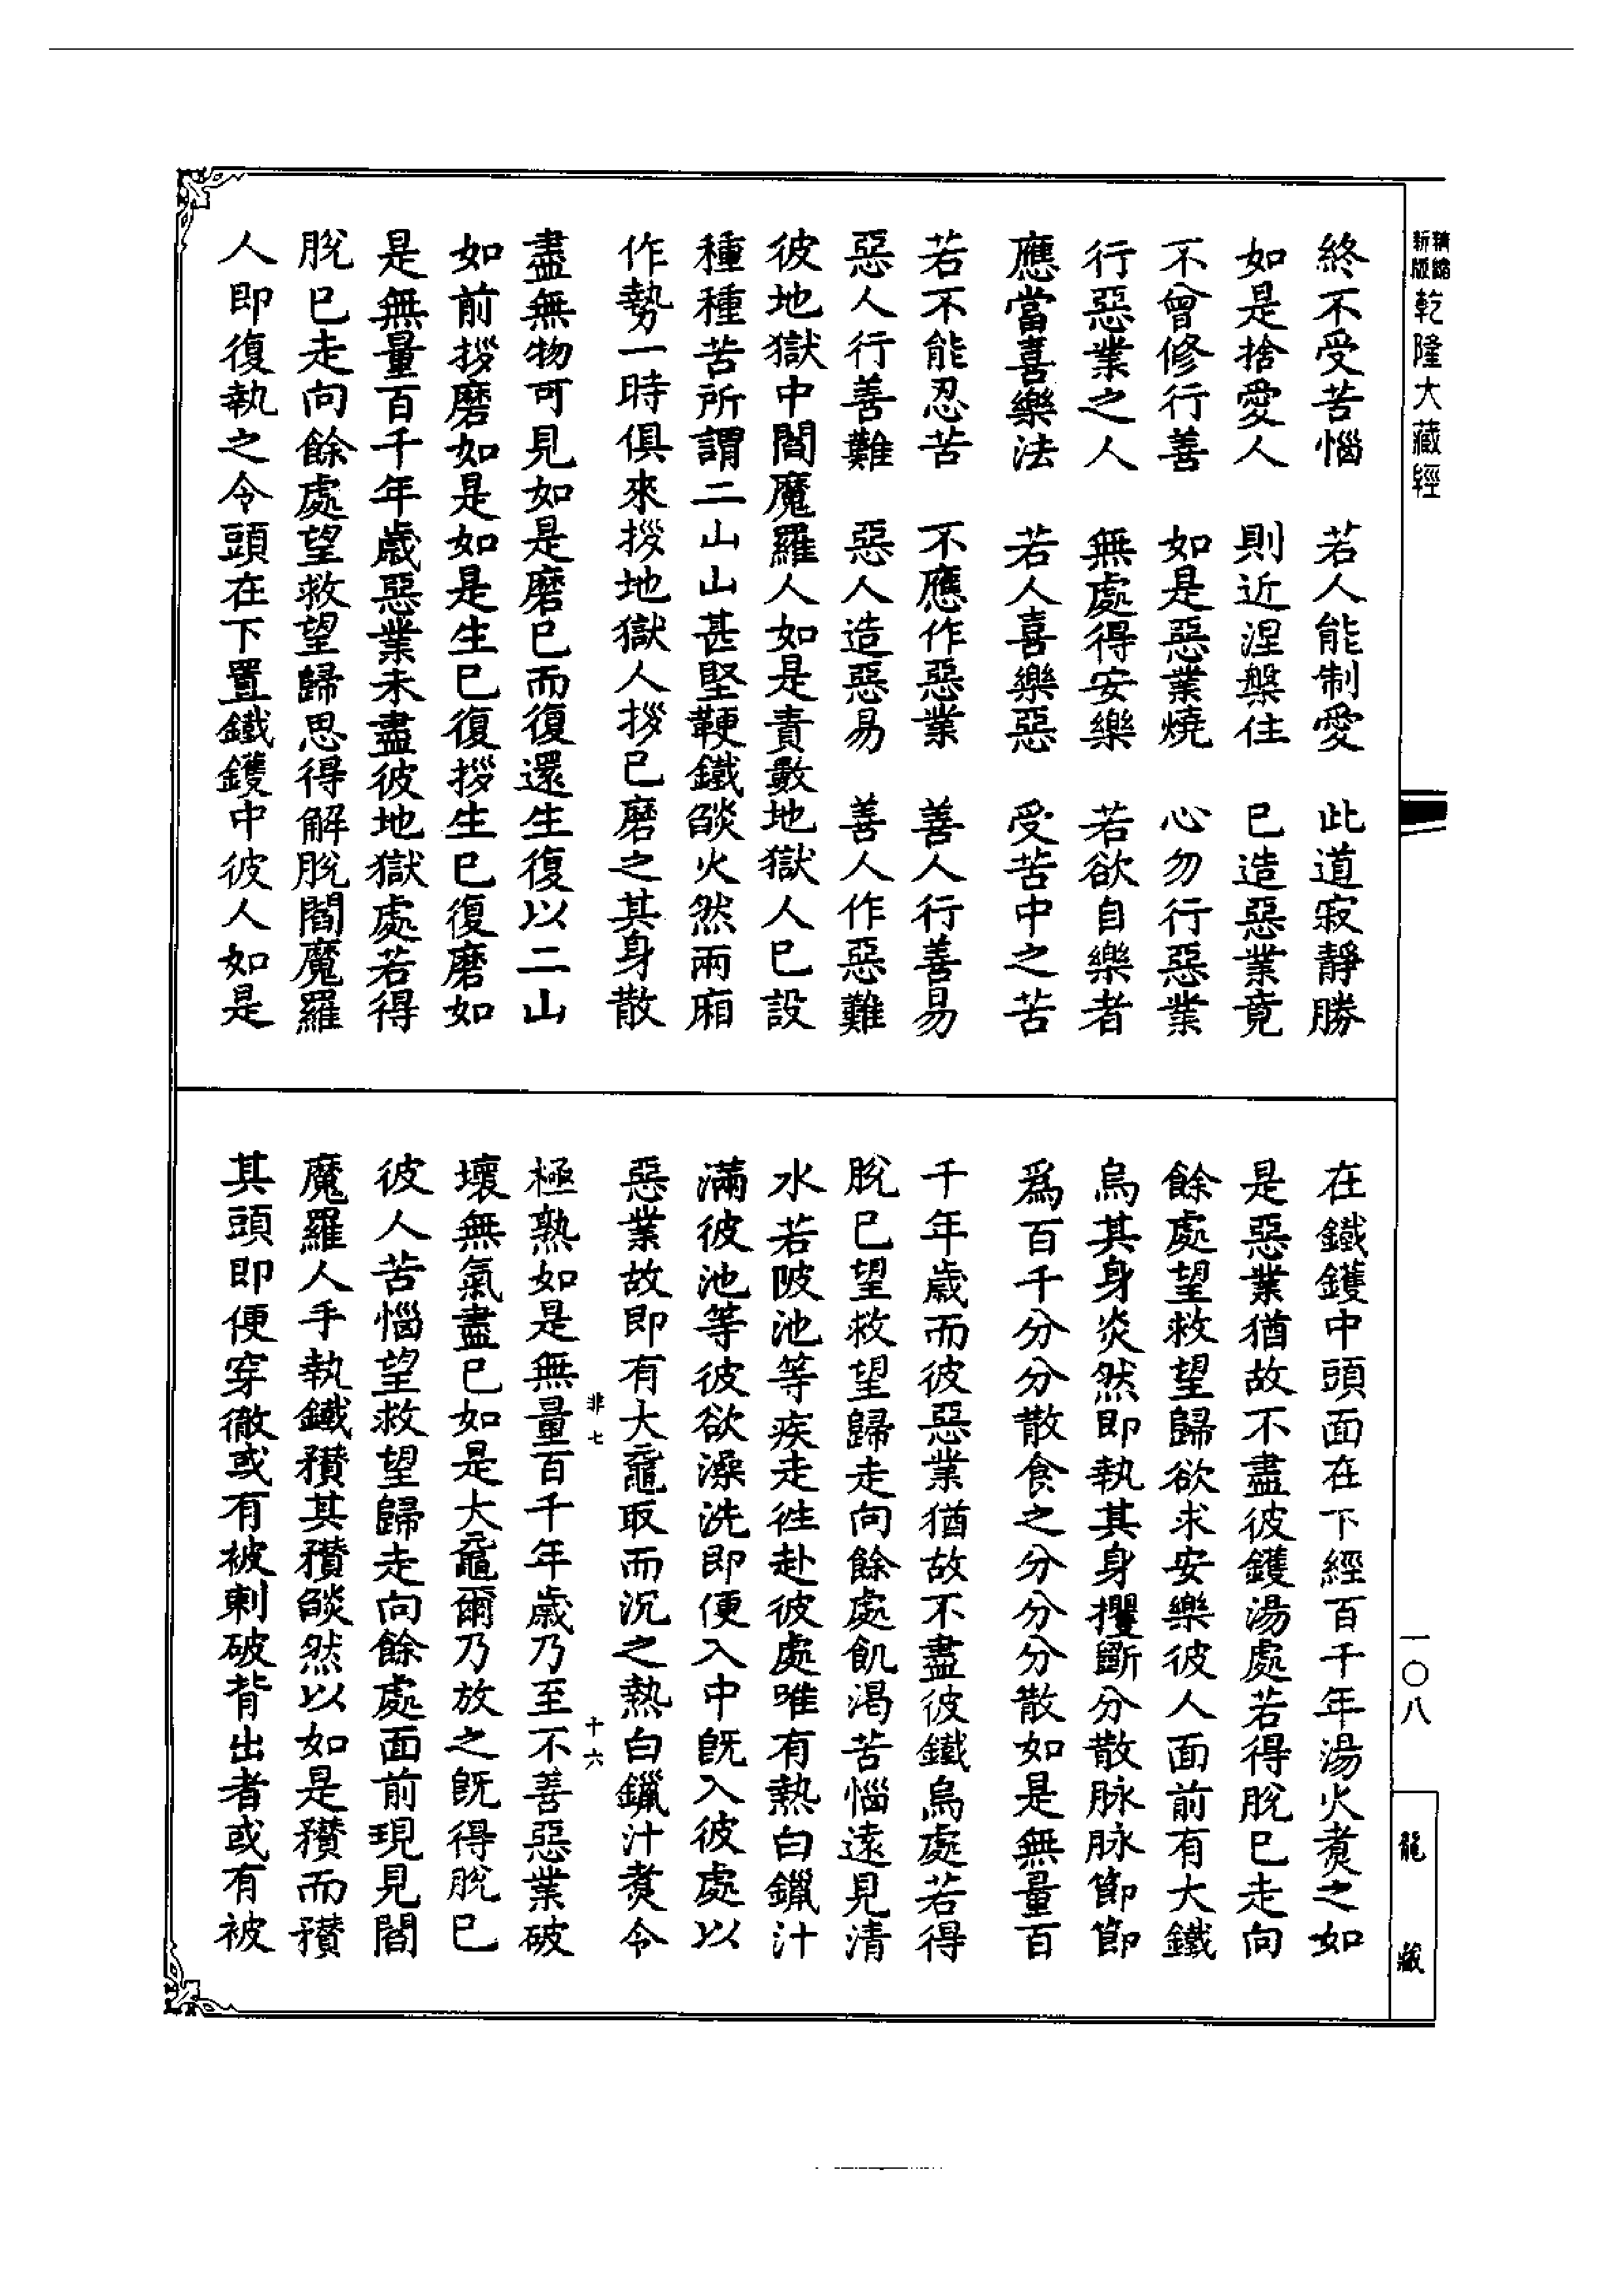 精縮新版乾隆大藏經
終不受苦惱　若人能制愛　此道寂靜勝
如是捨愛人　則近涅槃住　已造惡業竟
不曾修行善　如是惡業燒　心勿行惡業
行惡業之人　無處得安樂　若欲自樂者
應當喜樂法　若人喜樂惡　受苦中之苦
若不能忍苦　不應作惡業　善人行善易
惡人行善難　惡人造惡易　善人作惡難
彼地獄中閻魔羅人如是責數地獄人已設
種種苦所謂二山山甚堅鞕鐵𦦨火然兩廂
作勢一時俱來拶地獄人拶已磨之其身散
盡無物可見如是磨已而復還生復以二山
如前拶磨如是如是生已復拶生已復磨如
是無量百千年歲惡業未盡彼地獄處若得
脫已走向餘處望救望歸思得解脫閻魔羅
人即復執之令頭在下置鐵鑊中彼人如是
在鐵鑊中頭面在下經百千年湯火煑之如
是惡業猶故不盡彼鑊湯處若得脫已走向
餘處望救望歸欲求安樂彼人面前有大鐵
烏其身炎然即執其身攫斷分散脉脉節節
爲百千分分散食之分分分散如是無量百
千年歲而彼惡業猶故不盡彼鐵烏處若得
脫已望救望歸走向餘處飢渴苦惱遠見清
水若陂池等疾走徃赴彼處唯有熱白鑞汁
滿彼池等彼欲澡洗即便入中既入彼處以
惡業故即有大黿取而沉之熱白鑞汁煑令
非七　十六
極熟如是無量百千年歲乃至不善惡業破
壞無氣盡已如是大黿爾乃放之既得脫已
彼人苦惱望救望歸走向餘處面前現見閻
魔羅人手執鐵𥎞其𥎞𦦨然以如是𥎞而𥎞
其頭即便穿徹或有被刺破背出者或有被
一〇八
龍藏